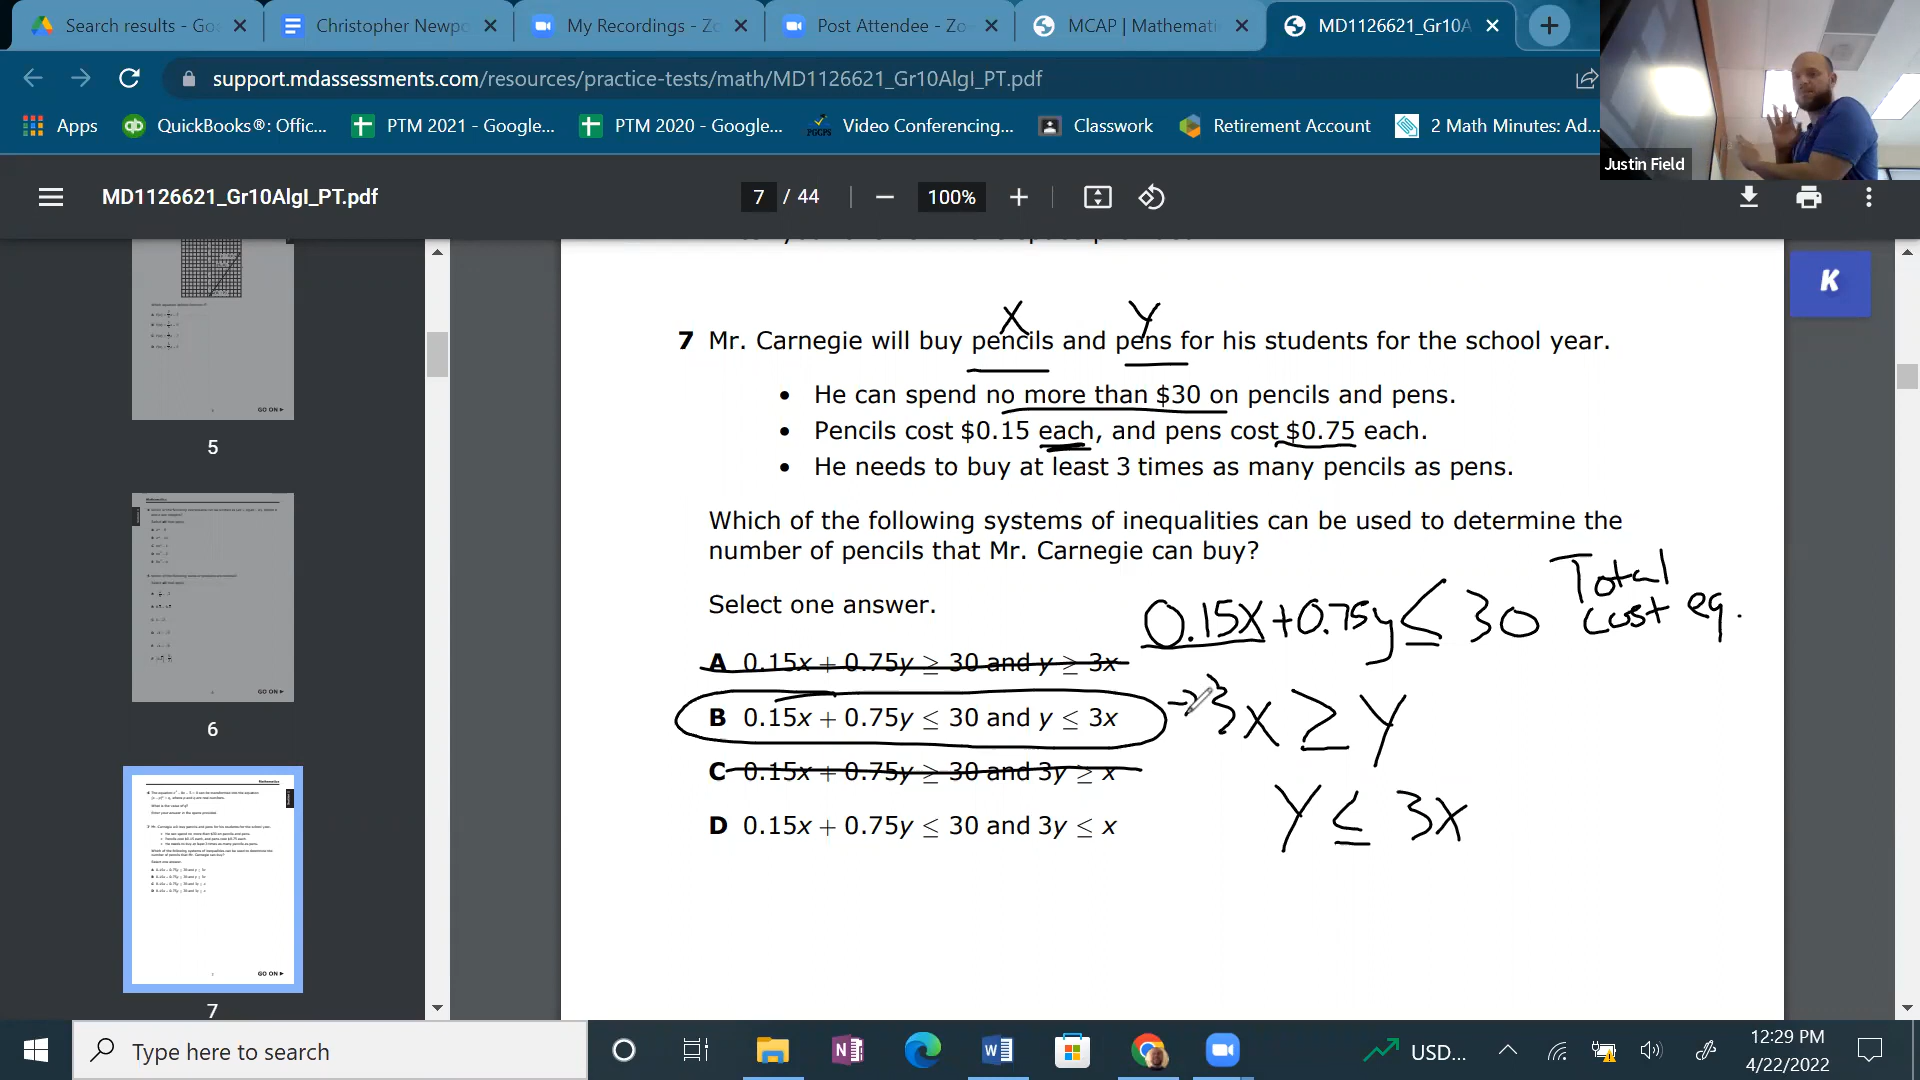 Search results - Go
Christopher Newpo
My Recordings - Zo
Post Attendee - Zo
MCAP | Mathemati
MD1126621_Gr10A
support.mdassessments.com/resources/practice-tests/math/MD1126621_Gr10AlgI_PT.pdf
Apps
QuickBooks®: Offic...
PTM 2021 - Google...
PTM 2020 - Google...
Video Conferencing...
Classwork
Retirement Account
2 Math Minutes: Ad...
Justin Field
MD1126621_Gr10AlgI_PT.pdf
7 / 44
100%
GO ON
5
GO ON
6
GO ON
7
K
X Y
7 Mr. Carnegie will buy pencils and pens for his students for the school year.
• He can spend no more than $30 on pencils and pens.
• Pencils cost $0.15 each, and pens cost $0.75 each.
• He needs to buy at least 3 times as many pencils as pens.
Which of the following systems of inequalities can be used to determine the
number of pencils that Mr. Carnegie can buy?
Select one answer.
0.15x+0.75y≤30 Total
cost eq.
A 0.15x + 0.75y ≥ 30 and y ≥ 3x
B 0.15x + 0.75y ≤ 30 and y ≤ 3x
3x ≥ y
C 0.15x + 0.75y ≥ 30 and 3y ≥ x
D 0.15x + 0.75y ≤ 30 and 3y ≤ x
y ≤ 3x
Type here to search
USD...
12:29 PM
4/22/2022